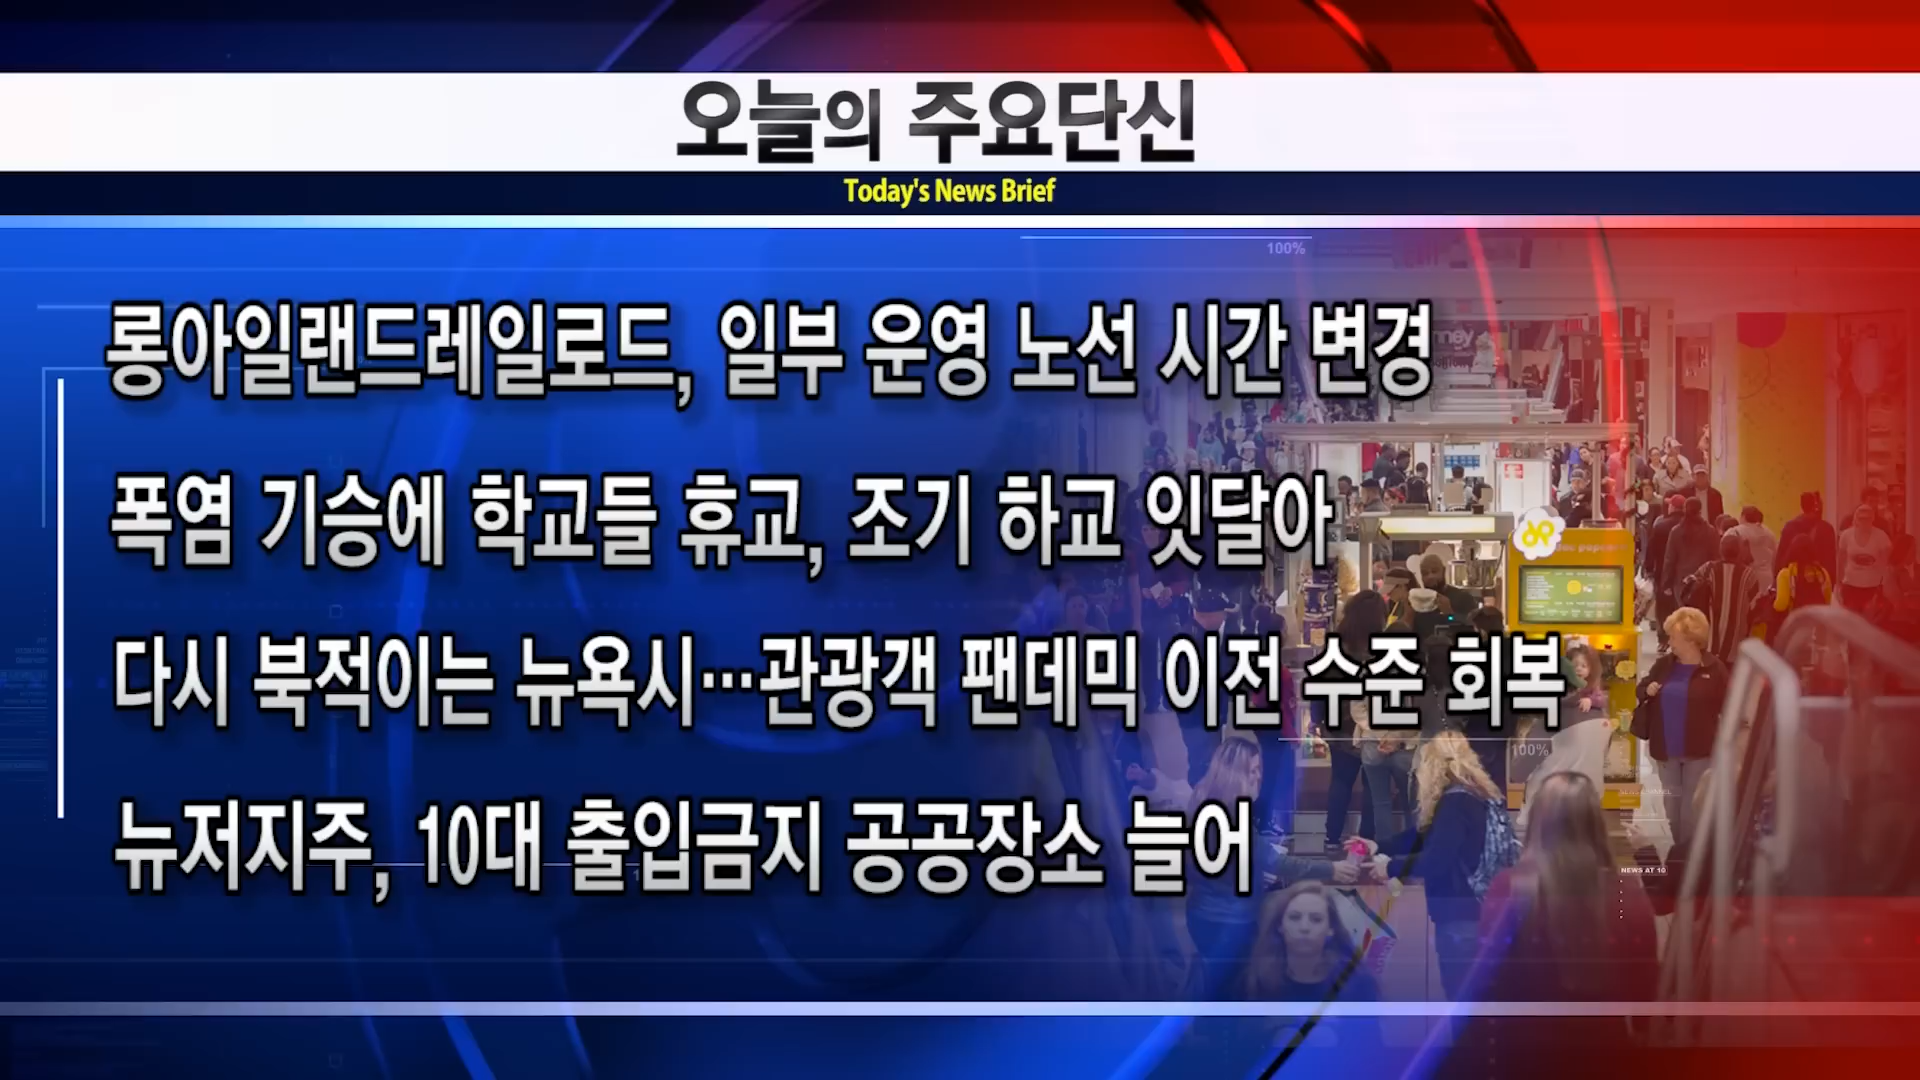 오늘의 주요단신
Today's News Brief
100%
롱아일랜드레일로드, 일부 운영 노선 시간 변경
폭염 기승에 학교들 휴교, 조기 하교 잇달아
다시 북적이는 뉴욕시…관광객 팬데믹 이전 수준 회복
100%
뉴저지주, 10대 출입금지 공공장소 늘어
NEWS AT 10